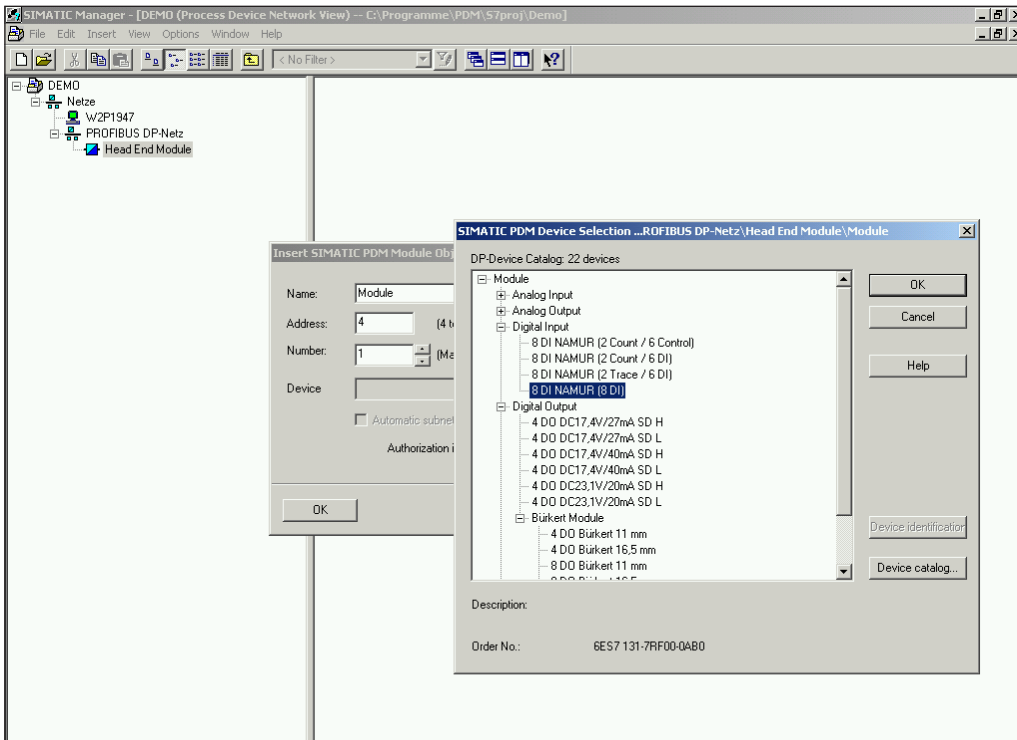 SIMATIC Manager - [DEMO (Process Device Network View) -- C:\Programme\PDM\S7proj\Demo]
File Edit Insert View Options Window Help
< No Filter >
DEMO
Netze
W2P1947
PROFIBUS DP-Netz
Head End Module
Insert SIMATIC PDM Module Obj
Name: Module
Address: 4 (4 t
Number: 1 (Ma
Device
Automatic subnet
Authorization i
OK
SIMATIC PDM Device Selection ...ROFIBUS DP-Netz\Head End Module\Module
DP-Device Catalog: 22 devices
Module
Analog Input
Analog Output
Digital Input
8 DI NAMUR (2 Count / 6 Control)
8 DI NAMUR (2 Count / 6 DI)
8 DI NAMUR (2 Trace / 6 DI)
8 DI NAMUR (8 DI)
Digital Output
4 DO DC17,4V/27mA SD H
4 DO DC17,4V/27mA SD L
4 DO DC17,4V/40mA SD H
4 DO DC17,4V/40mA SD L
4 DO DC23,1V/20mA SD H
4 DO DC23,1V/20mA SD L
Bürkert Module
4 DO Bürkert 11 mm
4 DO Bürkert 16,5 mm
8 DO Bürkert 11 mm
OK
Cancel
Help
Device identification
Device catalog...
Description:
Order No.: 6ES7 131-7RF00-0AB0